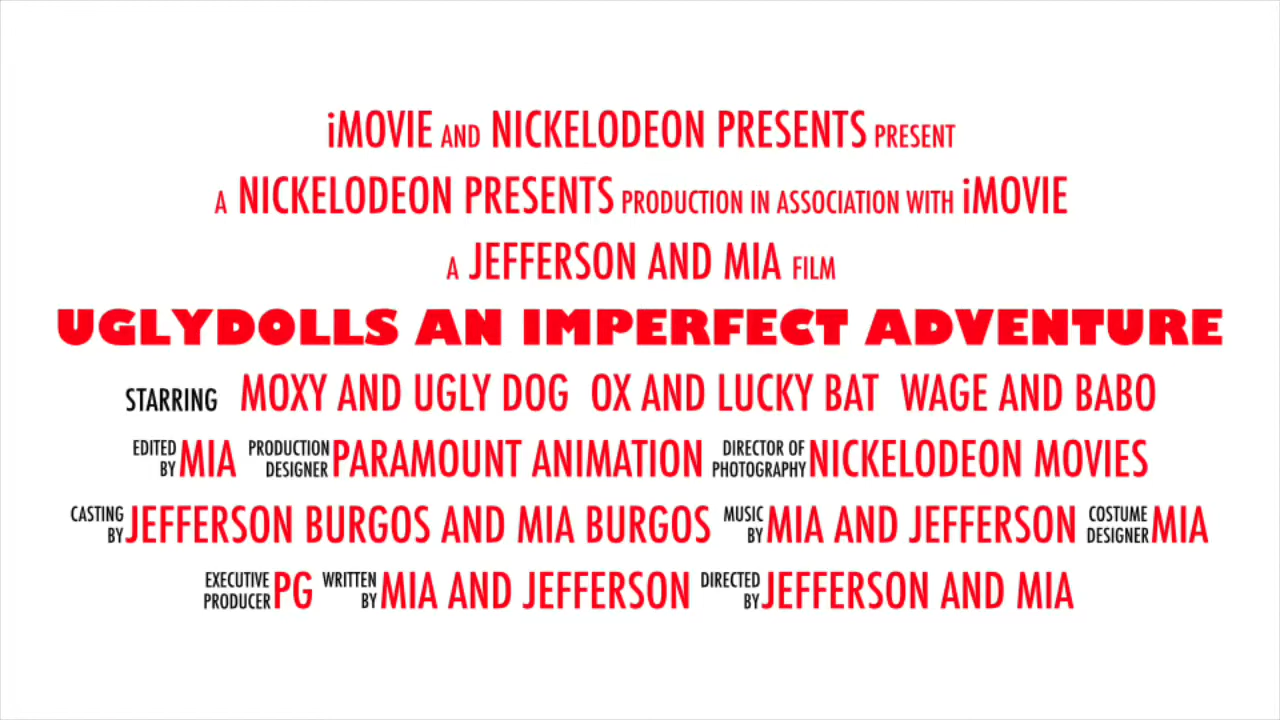 iMOVIE AND NICKELODEON PRESENTS PRESENT
A NICKELODEON PRESENTS PRODUCTION IN ASSOCIATION WITH iMOVIE
A JEFFERSON AND MIA FILM
UGLYDOLLS AN IMPERFECT ADVENTURE
STARRING MOXY AND UGLY DOG OX AND LUCKY BAT WAGE AND BABO
EDITED BY MIA PRODUCTION DESIGNER PARAMOUNT ANIMATION DIRECTOR OF PHOTOGRAPHY NICKELODEON MOVIES
CASTING BY JEFFERSON BURGOS AND MIA BURGOS MUSIC BY MIA AND JEFFERSON COSTUME DESIGNER MIA
EXECUTIVE PRODUCER PG WRITTEN BY MIA AND JEFFERSON DIRECTED BY JEFFERSON AND MIA